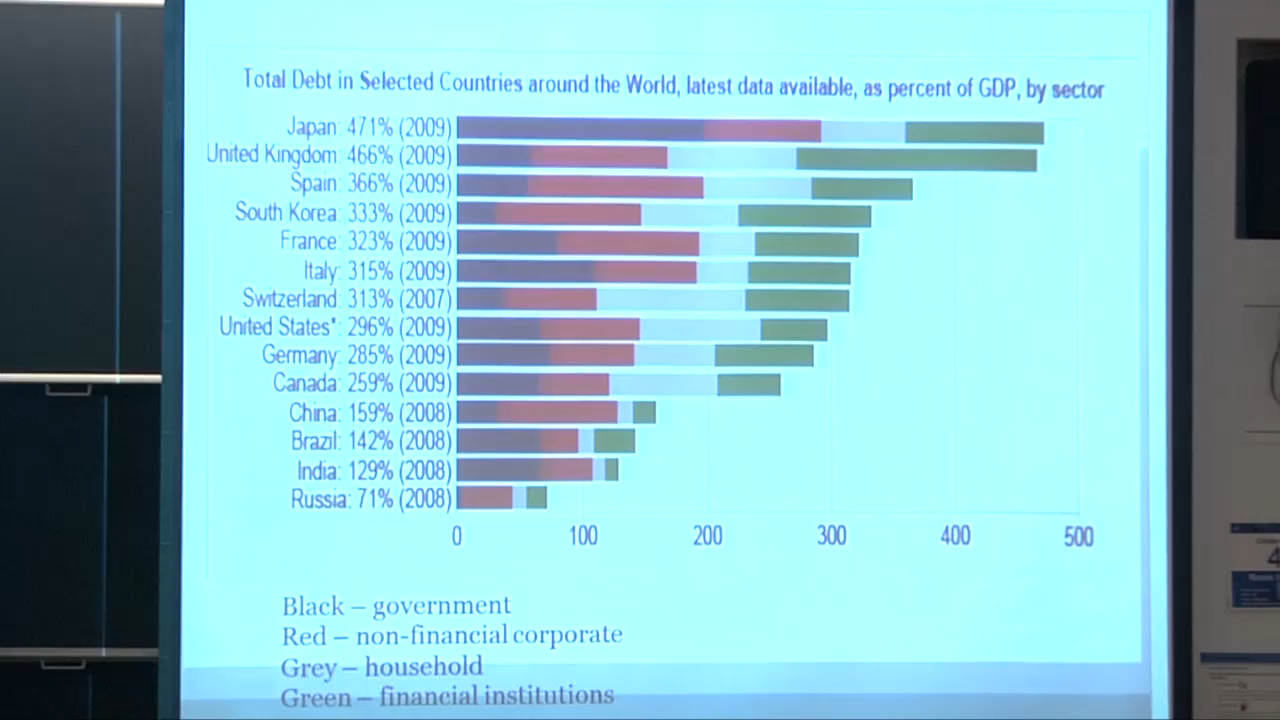 Total Debt in Selected Countries around the World, latest data available, as percent of GDP, by sector
Japan: 471% (2009)
United Kingdom: 466% (2009)
Spain: 366% (2009)
South Korea: 333% (2009)
France: 323% (2009)
Italy: 315% (2009)
Switzerland: 313% (2007)
United States*: 296% (2009)
Germany: 285% (2009)
Canada: 259% (2009)
China: 159% (2008)
Brazil: 142% (2008)
India: 129% (2008)
Russia: 71% (2008)
0 100 200 300 400 500
Black – government
Red – non-financial corporate
Grey – household
Green – financial institutions